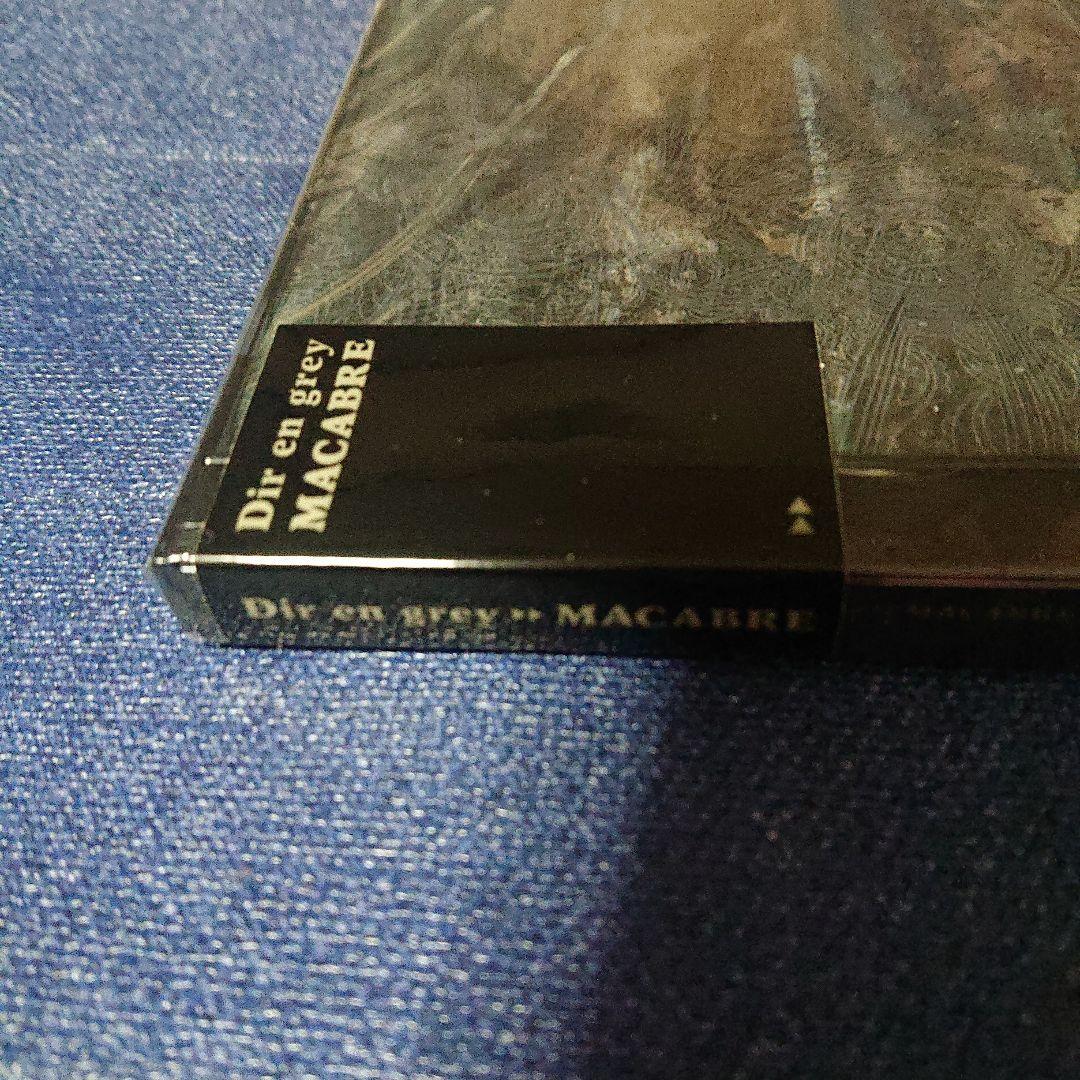 Dir en grey
MACABRE
Dir en grey ▸▸ MACABRE